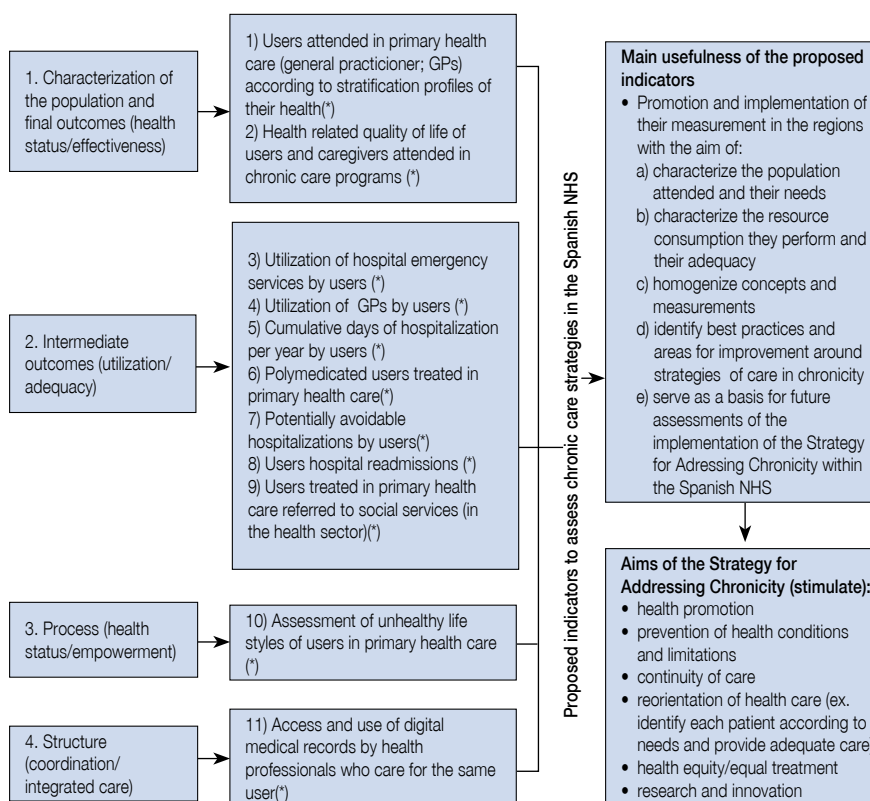 1. Characterization of
the population and
final outcomes (health
status/effectiveness)
1) Users attended in primary health
care (general practicioner; GPs)
according to stratification profiles of
their health(*)
2) Health related quality of life of
users and caregivers attended in
chronic care programs (*)
2. Intermediate
outcomes (utilization/
adequacy)
3) Utilization of hospital emergency
services by users (*)
4) Utilization of GPs by users (*)
5) Cumulative days of hospitalization
per year by users (*)
6) Polymedicated users treated in
primary health care(*)
7) Potentially avoidable
hospitalizations by users(*)
8) Users hospital readmissions (*)
9) Users treated in primary health
care referred to social services (in
the health sector)(*)
3. Process (health
status/empowerment)
10) Assessment of unhealthy life
styles of users in primary health care
(*)
4. Structure
(coordination/
integrated care)
11) Access and use of digital
medical records by health
professionals who care for the same
user(*)
Proposed indicators to assess chronic care strategies in the Spanish NHS
Main usefulness of the proposed
indicators
• Promotion and implementation of
their measurement in the regions
with the aim of:
a) characterize the population
attended and their needs
b) characterize the resource
consumption they perform and
their adequacy
c) homogenize concepts and
measurements
d) identify best practices and
areas for improvement around
strategies of care in chronicity
e) serve as a basis for future
assessments of the
implementation of the Strategy
for Adressing Chronicity within
the Spanish NHS
Aims of the Strategy for
Addressing Chronicity (stimulate):
• health promotion
• prevention of health conditions
and limitations
• continuity of care
• reorientation of health care (ex.
identify each patient according to
needs and provide adequate care)
• health equity/equal treatment
• research and innovation